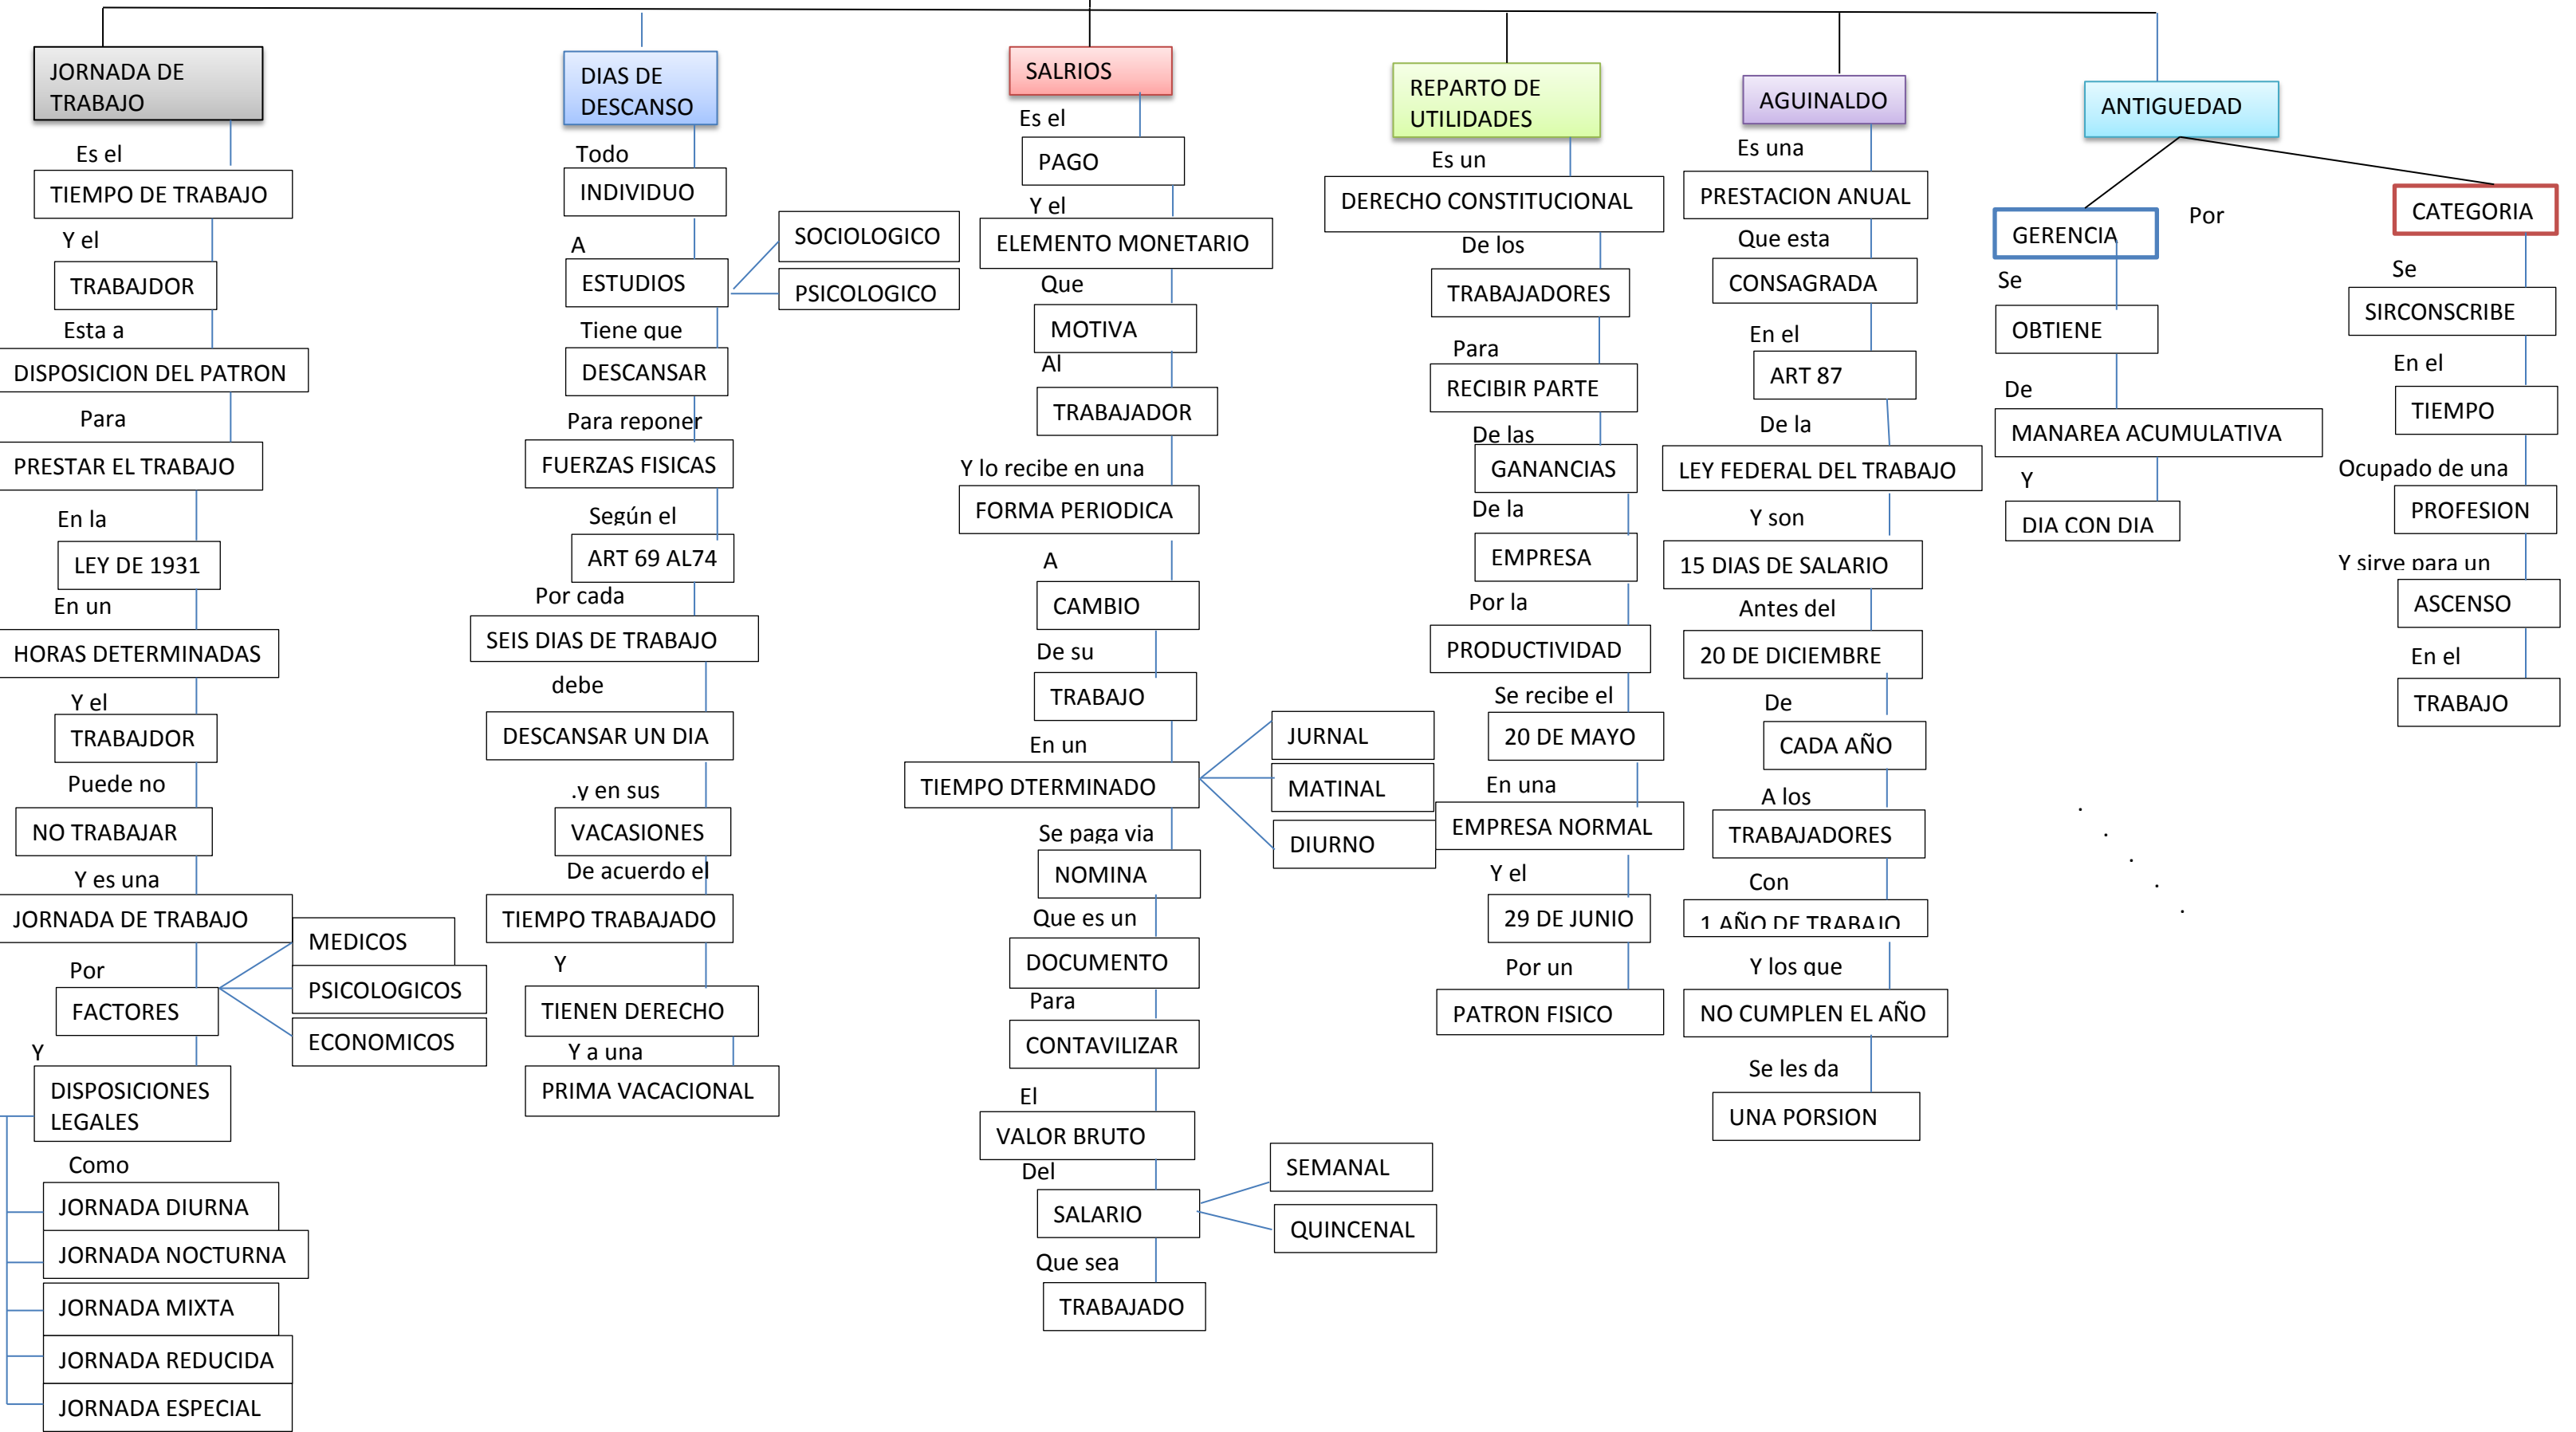 JORNADA DE
TRABAJO
Es el
TIEMPO DE TRABAJO
Y el
TRABAJDOR
Esta a
DISPOSICION DEL PATRON
Para
PRESTAR EL TRABAJO
En la
LEY DE 1931
En un
HORAS DETERMINADAS
Y el
TRABAJDOR
Puede no
NO TRABAJAR
Y es una
JORNADA DE TRABAJO
Por
FACTORES
MEDICOS
PSICOLOGICOS
ECONOMICOS
Y
DISPOSICIONES
LEGALES
Como
JORNADA DIURNA
JORNADA NOCTURNA
JORNADA MIXTA
JORNADA REDUCIDA
JORNADA ESPECIAL
DIAS DE
DESCANSO
Todo
INDIVIDUO
A
ESTUDIOS
SOCIOLOGICO
PSICOLOGICO
Tiene que
DESCANSAR
Para reponer
FUERZAS FISICAS
Según el
ART 69 AL74
Por cada
SEIS DIAS DE TRABAJO
debe
DESCANSAR UN DIA
.y en sus
VACASIONES
De acuerdo el
TIEMPO TRABAJADO
Y
TIENEN DERECHO
Y a una
PRIMA VACACIONAL
SALRIOS
Es el
PAGO
Y el
ELEMENTO MONETARIO
Que
MOTIVA
Al
TRABAJADOR
Y lo recibe en una
FORMA PERIODICA
A
CAMBIO
De su
TRABAJO
En un
TIEMPO DTERMINADO
JURNAL
MATINAL
DIURNO
Se paga via
NOMINA
Que es un
DOCUMENTO
Para
CONTAVILIZAR
El
VALOR BRUTO
Del
SALARIO
SEMANAL
QUINCENAL
Que sea
TRABAJADO
REPARTO DE
UTILIDADES
Es un
DERECHO CONSTITUCIONAL
De los
TRABAJADORES
Para
RECIBIR PARTE
De las
GANANCIAS
De la
EMPRESA
Por la
PRODUCTIVIDAD
Se recibe el
20 DE MAYO
En una
EMPRESA NORMAL
Y el
29 DE JUNIO
Por un
PATRON FISICO
AGUINALDO
Es una
PRESTACION ANUAL
Que esta
CONSAGRADA
En el
ART 87
De la
LEY FEDERAL DEL TRABAJO
Y son
15 DIAS DE SALARIO
Antes del
20 DE DICIEMBRE
De
CADA AÑO
A los
TRABAJADORES
Con
1 AÑO DE TRABAJO
Y los que
NO CUMPLEN EL AÑO
Se les da
UNA PORSION
ANTIGUEDAD
Por
GERENCIA
Se
OBTIENE
De
MANAREA ACUMULATIVA
Y
DIA CON DIA
CATEGORIA
Se
SIRCONSCRIBE
En el
TIEMPO
Ocupado de una
PROFESION
Y sirve para un
ASCENSO
En el
TRABAJO